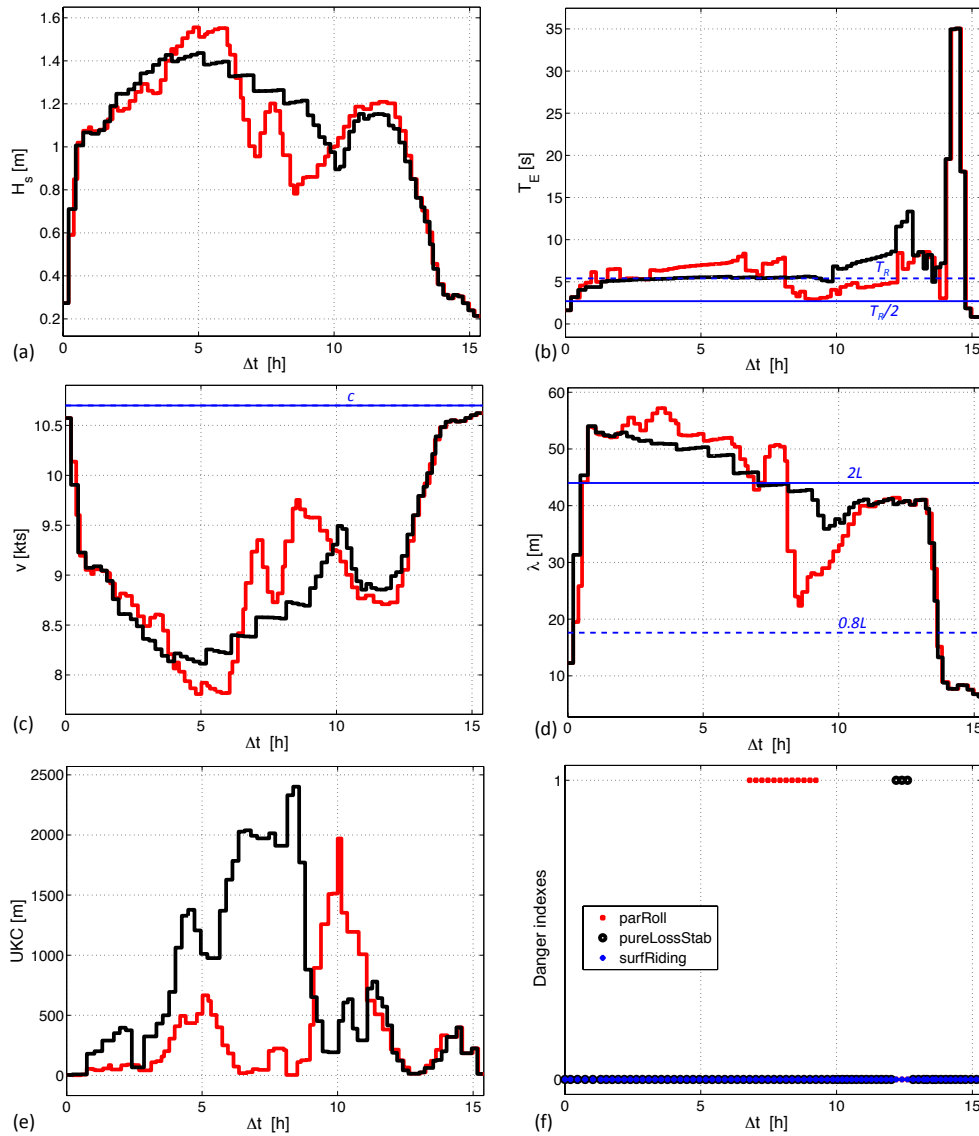 1.6
1.4
1.2
1
0.8
0.6
0.4
0.2
H_s [m]
0 5 10 15
(a) Δt [h]
35
30
25
20
15
10
5
0
T_E [s]
T_R
T_R/2
0 5 10 15
(b) Δt [h]
10.5
10
9.5
9
8.5
8
v [kts]
c
0 5 10 15
(c) Δt [h]
60
50
40
30
20
10
λ [m]
2L
0.8L
0 5 10 15
(d) Δt [h]
2500
2000
1500
1000
500
0
UKC [m]
0 5 10 15
(e) Δt [h]
1
0
Danger indexes
parRoll
pureLossStab
surfRiding
0 5 10 15
(f) Δt [h]